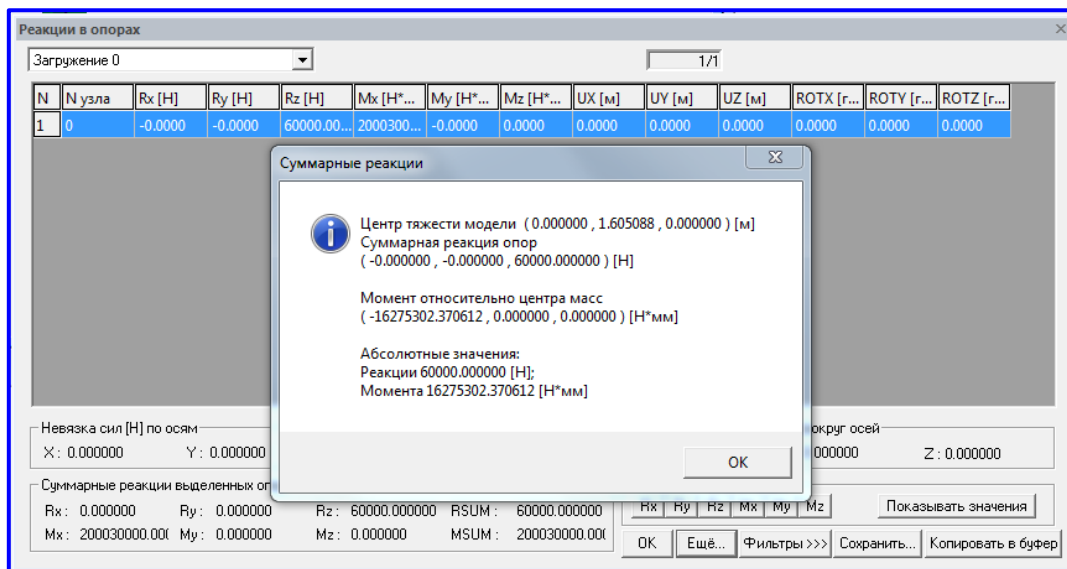 Реакции в опорах
Загружение 0
1/1
N N узла Rx [Н] Ry [Н] Rz [Н] Mx [Н*... My [Н*... Mz [Н*... UX [м] UY [м] UZ [м] ROTX [г... ROTY [г... ROTZ [г...
1 0 -0.0000 -0.0000 60000.00... 2000300... -0.0000 0.0000 0.0000 0.0000 0.0000 0.0000 0.0000 0.0000
Суммарные реакции
Центр тяжести модели ( 0.000000 , 1.605088 , 0.000000 ) [м]
Суммарная реакция опор
( -0.000000 , -0.000000 , 60000.000000 ) [Н]
Момент относительно центра масс
( -16275302.370612 , 0.000000 , 0.000000 ) [Н*мм]
Абсолютные значения:
Реакции 60000.000000 [Н];
Момента 16275302.370612 [Н*мм]
OK
Невязка сил [Н] по осям
округ осей
X : 0.000000 Y : 0.000000
000000 Z : 0.000000
Суммарные реакции выделенных оп
Rx : 0.000000 Ry : 0.000000 Rz : 60000.000000 RSUM : 60000.000000
Mx : 200030000.00( My : 0.000000 Mz : 0.000000 MSUM : 200030000.00(
Rx Ry Rz Mx My Mz Показывать значения
OK Ещё... Фильтры >>> Сохранить... Копировать в буфер